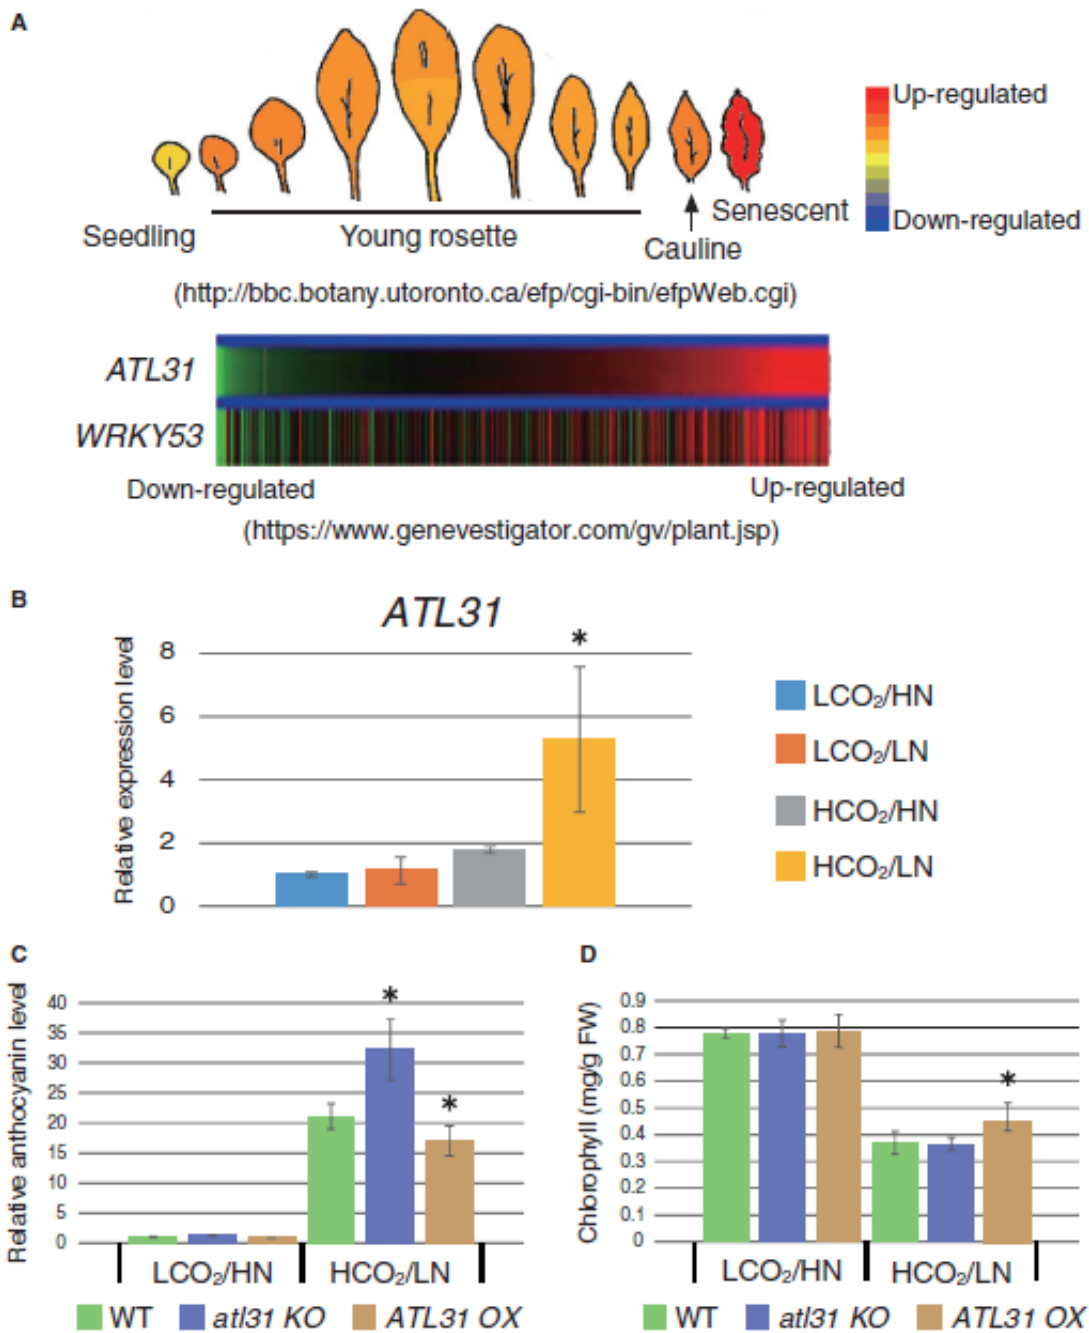 A
Up-regulated
Down-regulated
Seedling
Young rosette
Cauline
Senescent
(http://bbc.botany.utoronto.ca/efp/cgi-bin/efpWeb.cgi)
ATL31
WRKY53
Down-regulated
Up-regulated
(https://www.genevestigator.com/gv/plant.jsp)
B
ATL31
Relative expression level
8
6
4
2
0
*
LCO₂/HN
LCO₂/LN
HCO₂/HN
HCO₂/LN
C
Relative anthocyanin level
40
35
30
25
20
15
10
5
0
*
*
LCO₂/HN
HCO₂/LN
WT
atl31 KO
ATL31 OX
D
Chlorophyll (mg/g FW)
0.9
0.8
0.7
0.6
0.5
0.4
0.3
0.2
0.1
0
*
LCO₂/HN
HCO₂/LN
WT
atl31 KO
ATL31 OX